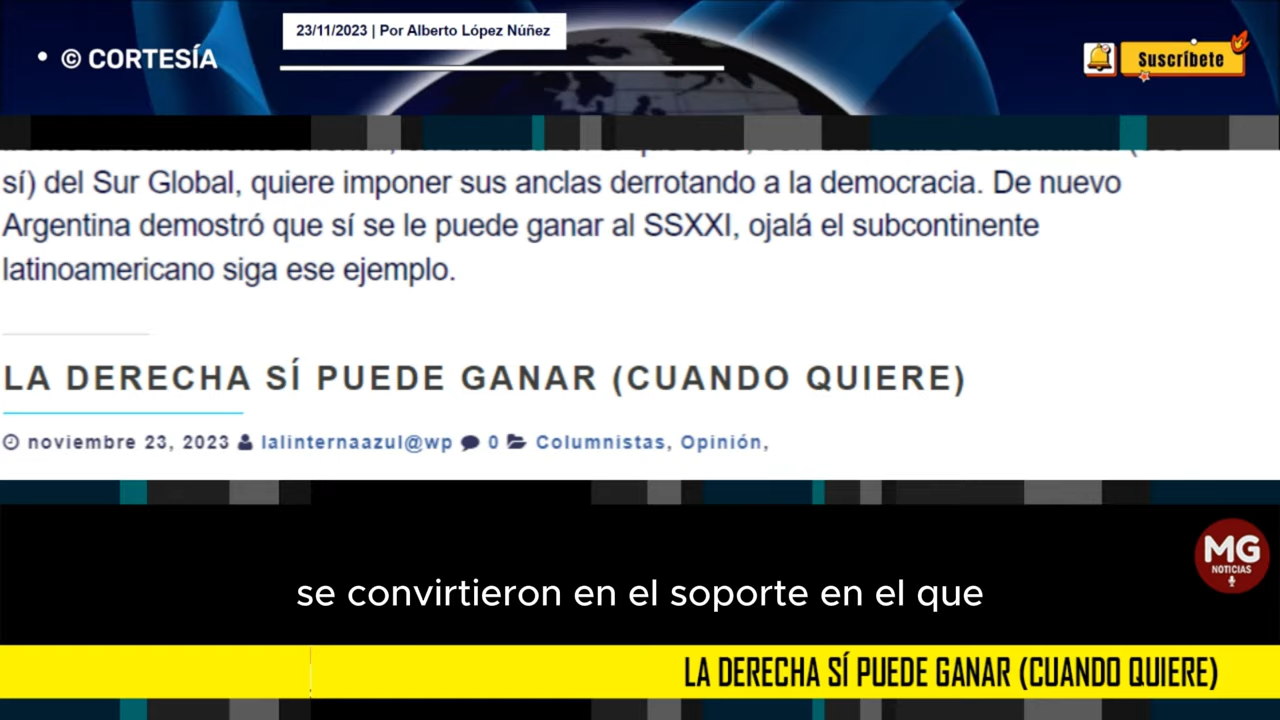 23/11/2023 | Por Alberto López Núñez
• © CORTESÍA
Suscríbete
sí) del Sur Global, quiere imponer sus anclas derrotando a la democracia. De nuevo
Argentina demostró que sí se le puede ganar al SSXXI, ojalá el subcontinente
latinoamericano siga ese ejemplo.
LA DERECHA SÍ PUEDE GANAR (CUANDO QUIERE)
noviembre 23, 2023 lalinternaazul@wp 0 Columnistas, Opinión,
MG
NOTICIAS
se convirtieron en el soporte en el que
LA DERECHA SÍ PUEDE GANAR (CUANDO QUIERE)